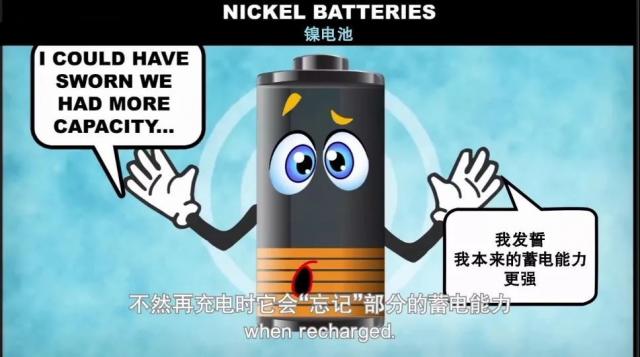 NICKEL BATTERIES
镍电池
I COULD HAVE
SWORN WE
HAD MORE
CAPACITY...
我发誓
我本来的蓄电能力
更强
不然再充电时它会“忘记”部分的蓄电能力
when recharged.